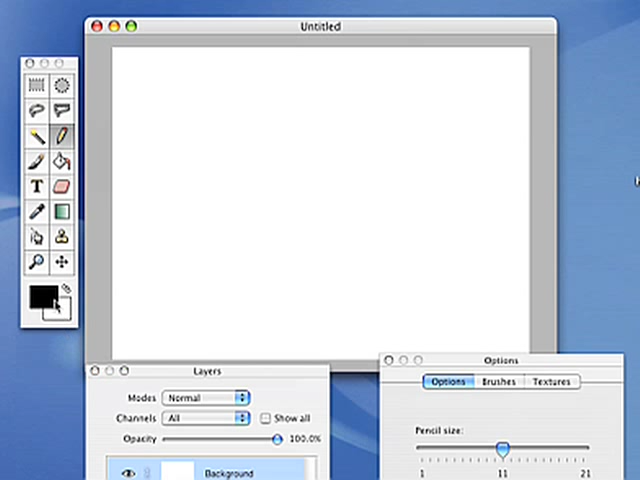 Untitled
T
Layers
Modes Normal
Channels All Show all
Opacity 100.0%
Background
Options
Options Brushes Textures
Pencil size:
1 11 21